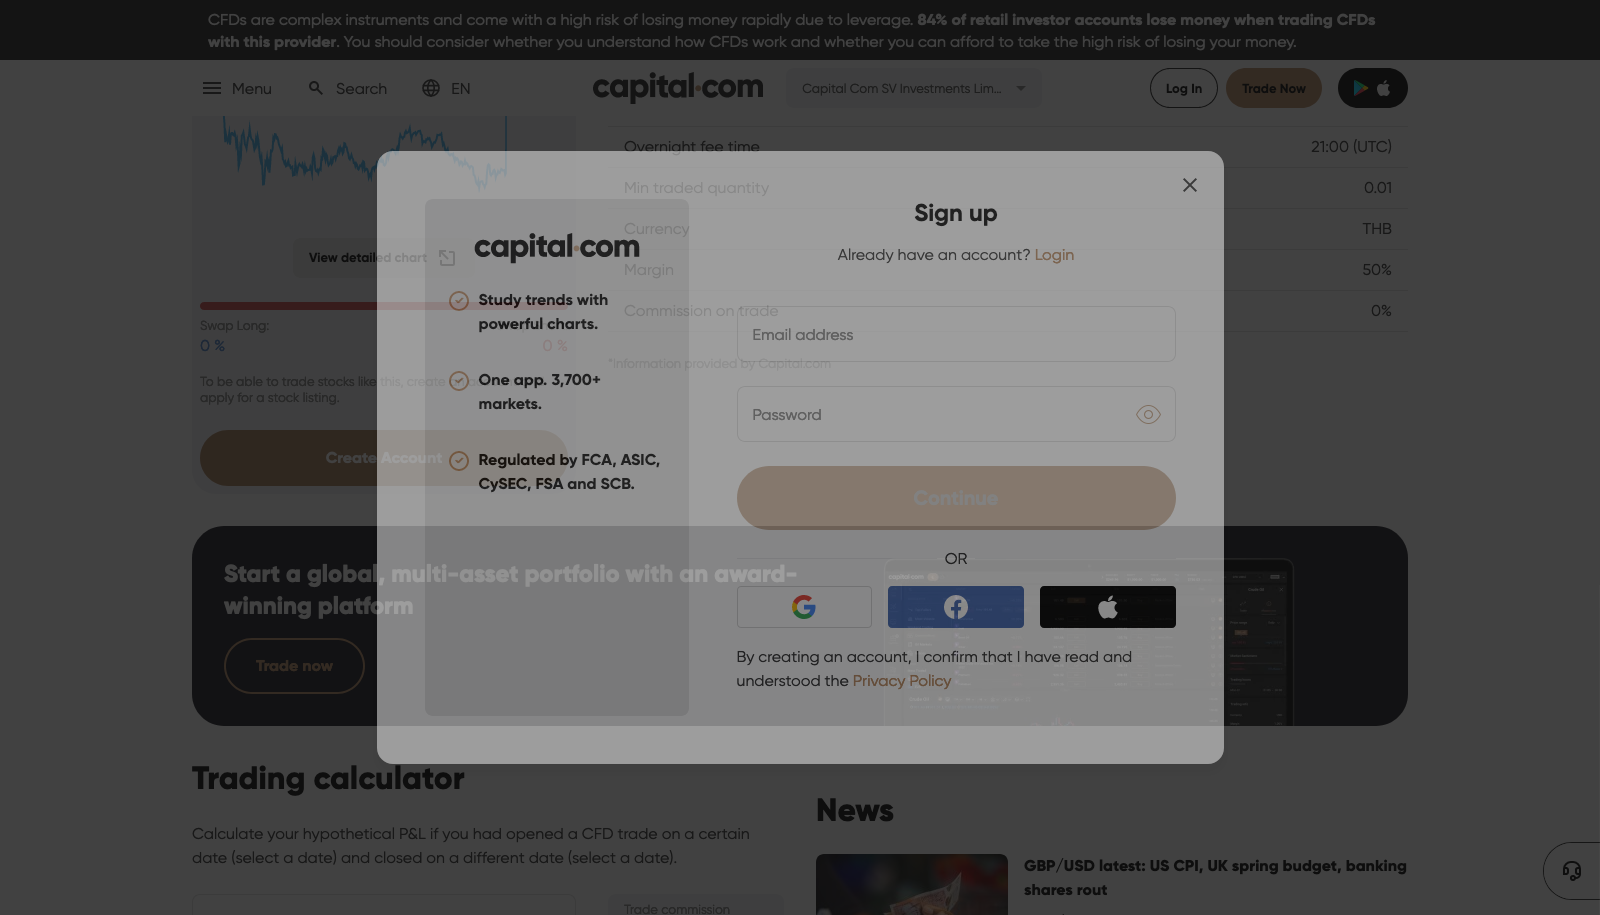 CFDs are complex instruments and come with a high risk of losing money rapidly due to leverage. 84% of retail investor accounts lose money when trading CFDs
with this provider. You should consider whether you understand how CFDs work and whether you can afford to take the high risk of losing your money.
Menu
Search
EN
capital.com
Capital Com SV Investments Lim...
Log In
Trade Now
Overnight fee time
21:00 (UTC)
Min traded quantity
0.01
Currency
THB
Margin
50%
Commission on trade
0%
*Information provided by Capital.com
View detailed chart
Swap Long:
0 %
0 %
To be able to trade stocks like this, create
apply for a stock listing.
Create Account
capital.com
Study trends with
powerful charts.
One app. 3,700+
markets.
Regulated by FCA, ASIC,
CySEC, FSA and SCB.
Sign up
Already have an account? Login
Email address
Password
Continue
OR
By creating an account, I confirm that I have read and
understood the Privacy Policy
Start a global, multi-asset portfolio with an award-
winning platform
Trade now
Trading calculator
Calculate your hypothetical P&L if you had opened a CFD trade on a certain
date (select a date) and closed on a different date (select a date).
Trade commission
News
GBP/USD latest: US CPI, UK spring budget, banking
shares rout